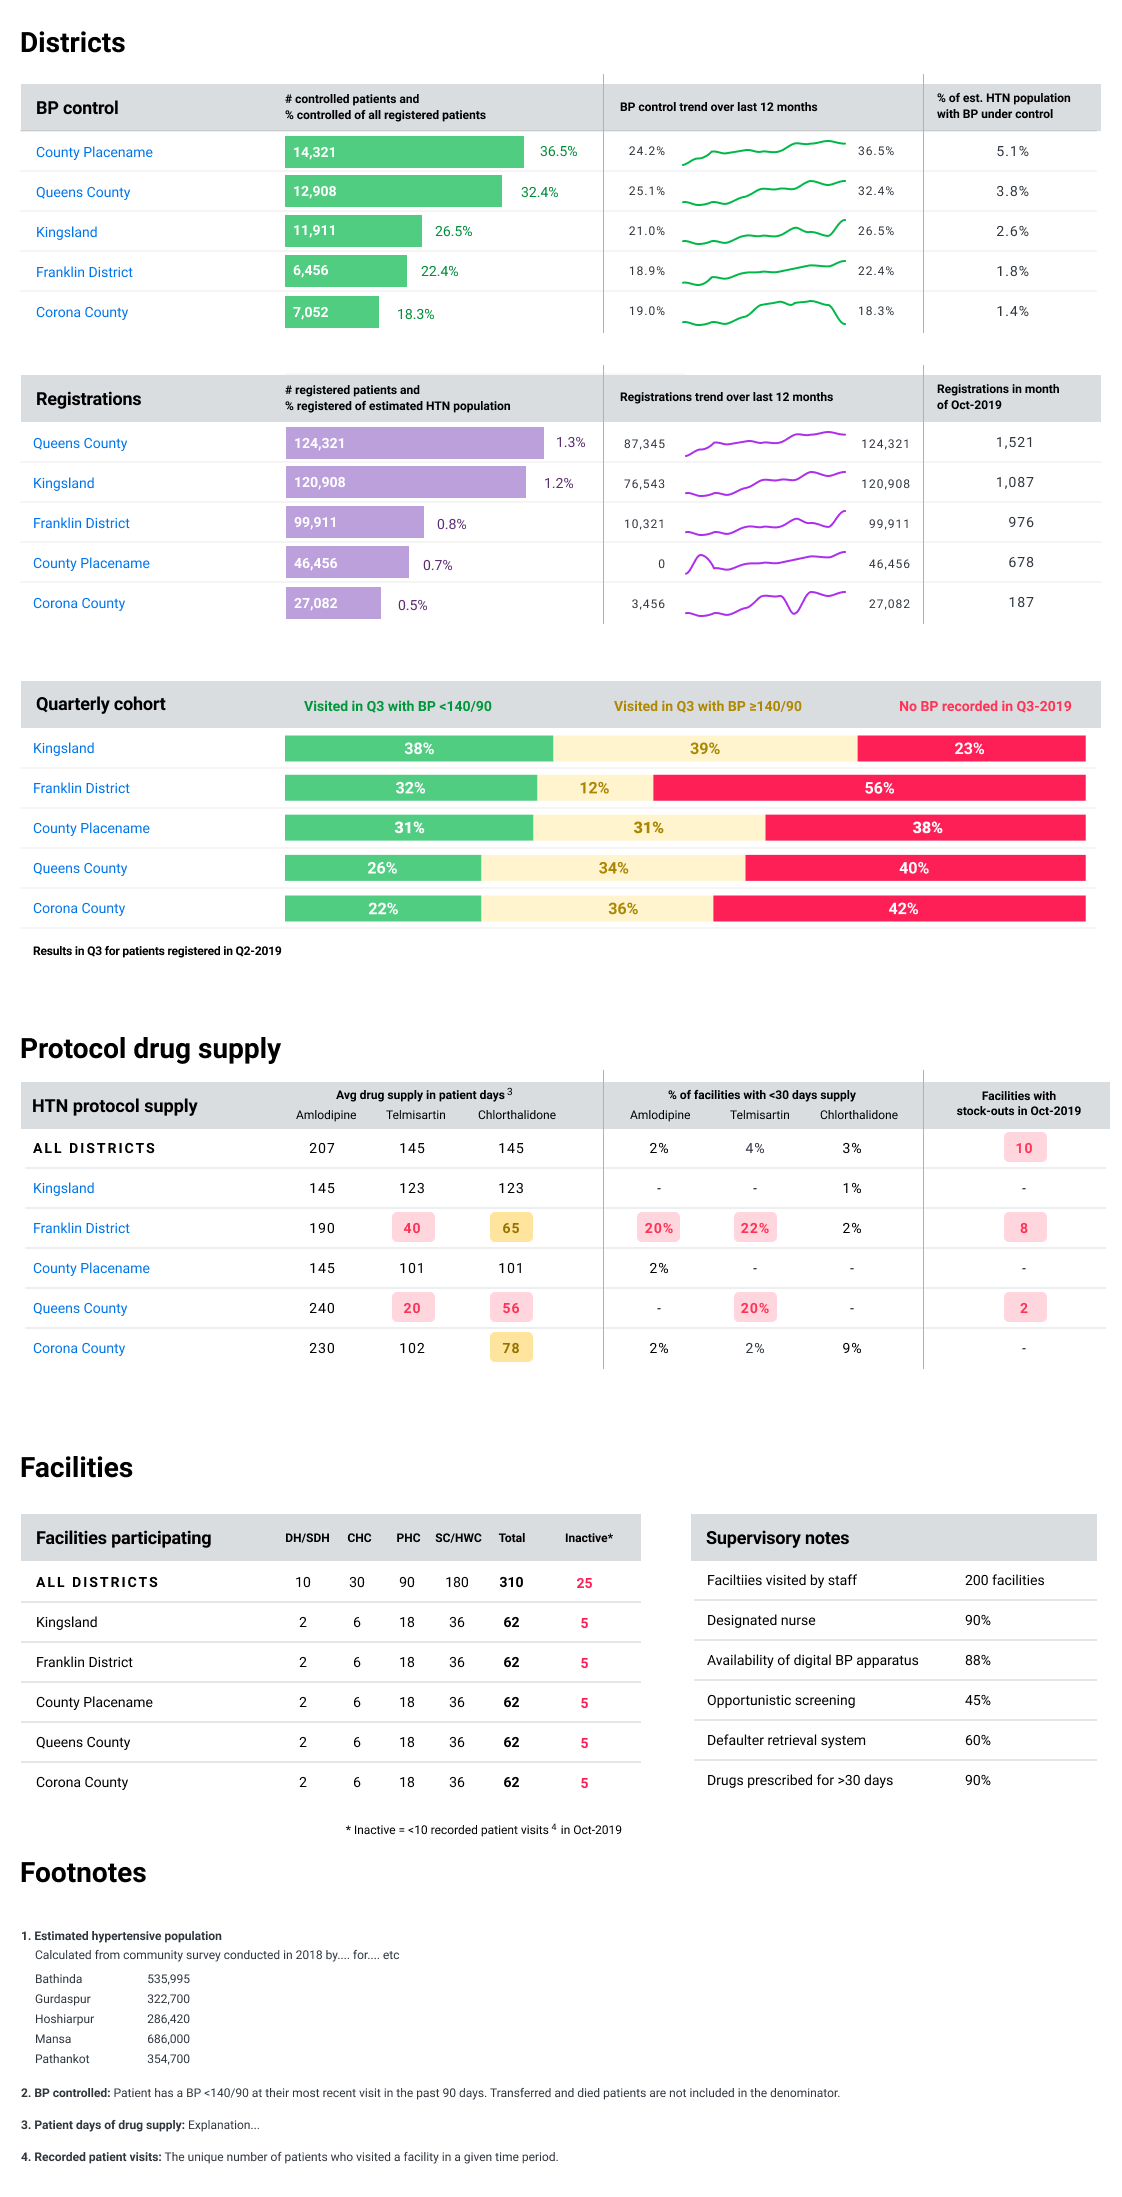 Districts
BP control
# controlled patients and
% controlled of all registered patients
BP control trend over last 12 months
% of est. HTN population
with BP under control
County Placename 14,321 36.5% 24.2% 36.5% 5.1%
Queens County 12,908 32.4% 25.1% 32.4% 3.8%
Kingsland 11,911 26.5% 21.0% 26.5% 2.6%
Franklin District 6,456 22.4% 18.9% 22.4% 1.8%
Corona County 7,052 18.3% 19.0% 18.3% 1.4%
Registrations
# registered patients and
% registered of estimated HTN population
Registrations trend over last 12 months
Registrations in month
of Oct-2019
Queens County 124,321 1.3% 87,345 124,321 1,521
Kingsland 120,908 1.2% 76,543 120,908 1,087
Franklin District 99,911 0.8% 10,321 99,911 976
County Placename 46,456 0.7% 0 46,456 678
Corona County 27,082 0.5% 3,456 27,082 187
Quarterly cohort Visited in Q3 with BP <140/90 Visited in Q3 with BP ≥140/90 No BP recorded in Q3-2019
Kingsland 38% 39% 23%
Franklin District 32% 12% 56%
County Placename 31% 31% 38%
Queens County 26% 34% 40%
Corona County 22% 36% 42%
Results in Q3 for patients registered in Q2-2019
Protocol drug supply
HTN protocol supply
Avg drug supply in patient days 3
Amlodipine Telmisartin Chlorthalidone
% of facilities with <30 days supply
Amlodipine Telmisartin Chlorthalidone
Facilities with
stock-outs in Oct-2019
ALL DISTRICTS 207 145 145 2% 4% 3% 10
Kingsland 145 123 123 - - 1% -
Franklin District 190 40 65 20% 22% 2% 8
County Placename 145 101 101 2% - - -
Queens County 240 20 56 - 20% - 2
Corona County 230 102 78 2% 2% 9% -
Facilities
Facilities participating DH/SDH CHC PHC SC/HWC Total Inactive*
ALL DISTRICTS 10 30 90 180 310 25
Kingsland 2 6 18 36 62 5
Franklin District 2 6 18 36 62 5
County Placename 2 6 18 36 62 5
Queens County 2 6 18 36 62 5
Corona County 2 6 18 36 62 5
* Inactive = <10 recorded patient visits 4 in Oct-2019
Supervisory notes
Faciltiies visited by staff 200 facilities
Designated nurse 90%
Availability of digital BP apparatus 88%
Opportunistic screening 45%
Defaulter retrieval system 60%
Drugs prescribed for >30 days 90%
Footnotes
1. Estimated hypertensive population
Calculated from community survey conducted in 2018 by.... for.... etc
Bathinda 535,995
Gurdaspur 322,700
Hoshiarpur 286,420
Mansa 686,000
Pathankot 354,700
2. BP controlled: Patient has a BP <140/90 at their most recent visit in the past 90 days. Transferred and died patients are not included in the denominator.
3. Patient days of drug supply: Explanation...
4. Recorded patient visits: The unique number of patients who visited a facility in a given time period.